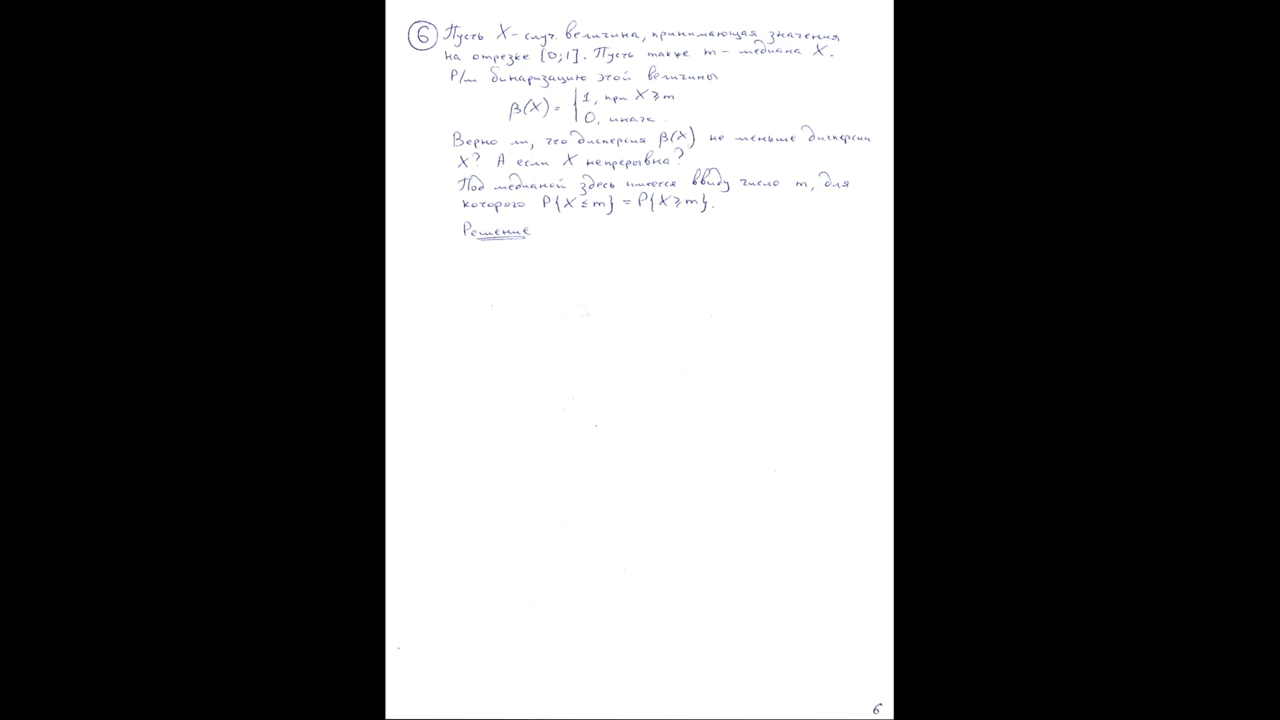 6 Пусть X - случ. величина, принимающая значения
на отрезке [0;1]. Пусть также m - медиана X.
Р/м бинаризацию этой величины
β(X) = { 1, при X ≥ m
0, иначе.
Верно ли, что дисперсия β(X) не меньше дисперсии
X? А если X непрерывна?
Под медианой здесь имеется ввиду число m, для
которого P{X ≤ m} = P{X ≥ m}.
Решение
6